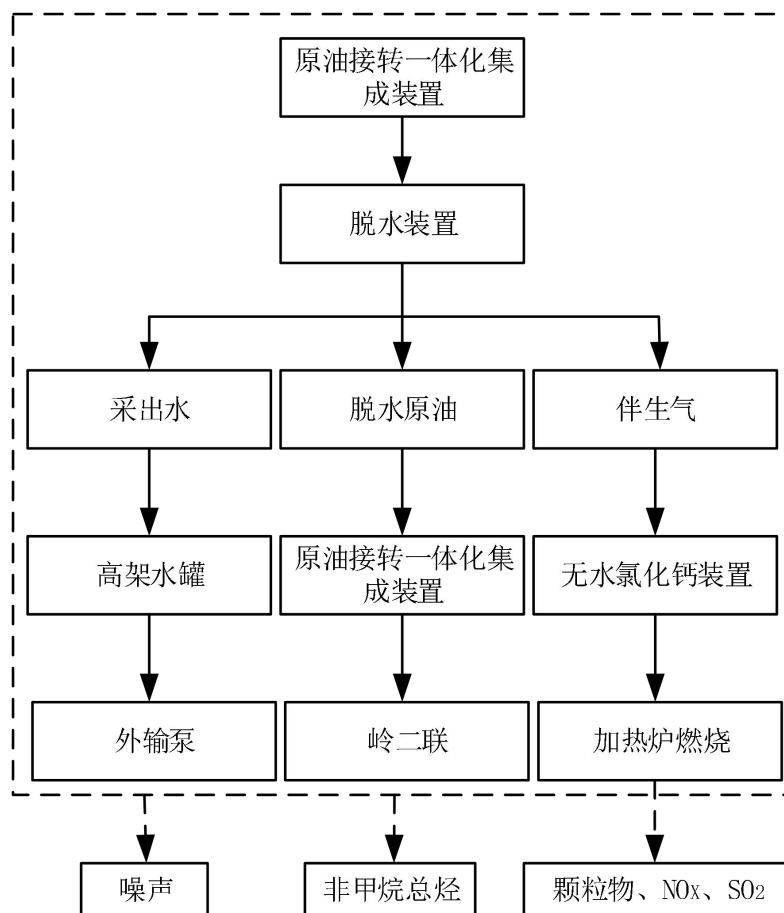 原油接转一体化集
成装置
脱水装置
采出水
脱水原油
伴生气
高架水罐
原油接转一体化集
成装置
无水氯化钙装置
外输泵
岭二联
加热炉燃烧
噪声
非甲烷总烃
颗粒物、NOX、SO2